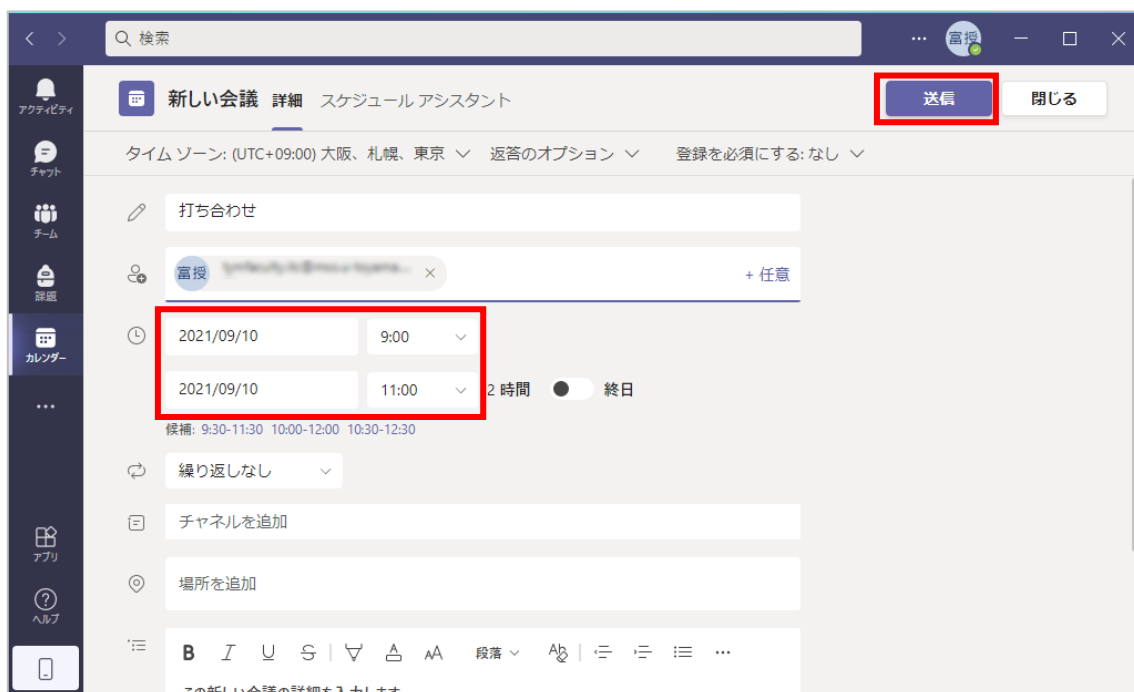 検索
富授
アクティビティ
チャット
チーム
課題
カレンダー
アプリ
ヘルプ
新しい会議 詳細 スケジュール アシスタント
送信 閉じる
タイム ゾーン: (UTC+09:00) 大阪、札幌、東京 返答のオプション 登録を必須にする: なし
打ち合わせ
富授 + 任意
2021/09/10 9:00
2021/09/10 11:00 2 時間 終日
候補: 9:30-11:30 10:00-12:00 10:30-12:30
繰り返しなし
チャネルを追加
場所を追加
B I U S A AA 段落 Ab
この新しい会議の詳細を入力します